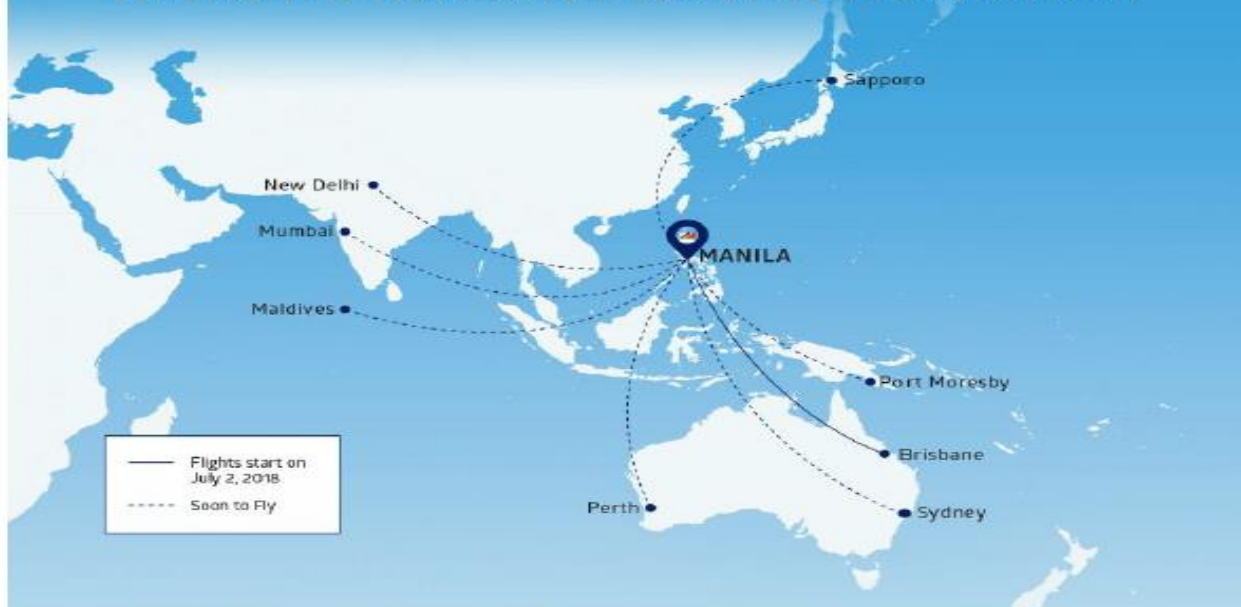 Sapporo
New Delhi
Mumbai
MANILA
Maldives
Port Moresby
Flights start on
July 2, 2018
Soon to Fly
Brisbane
Perth
Sydney